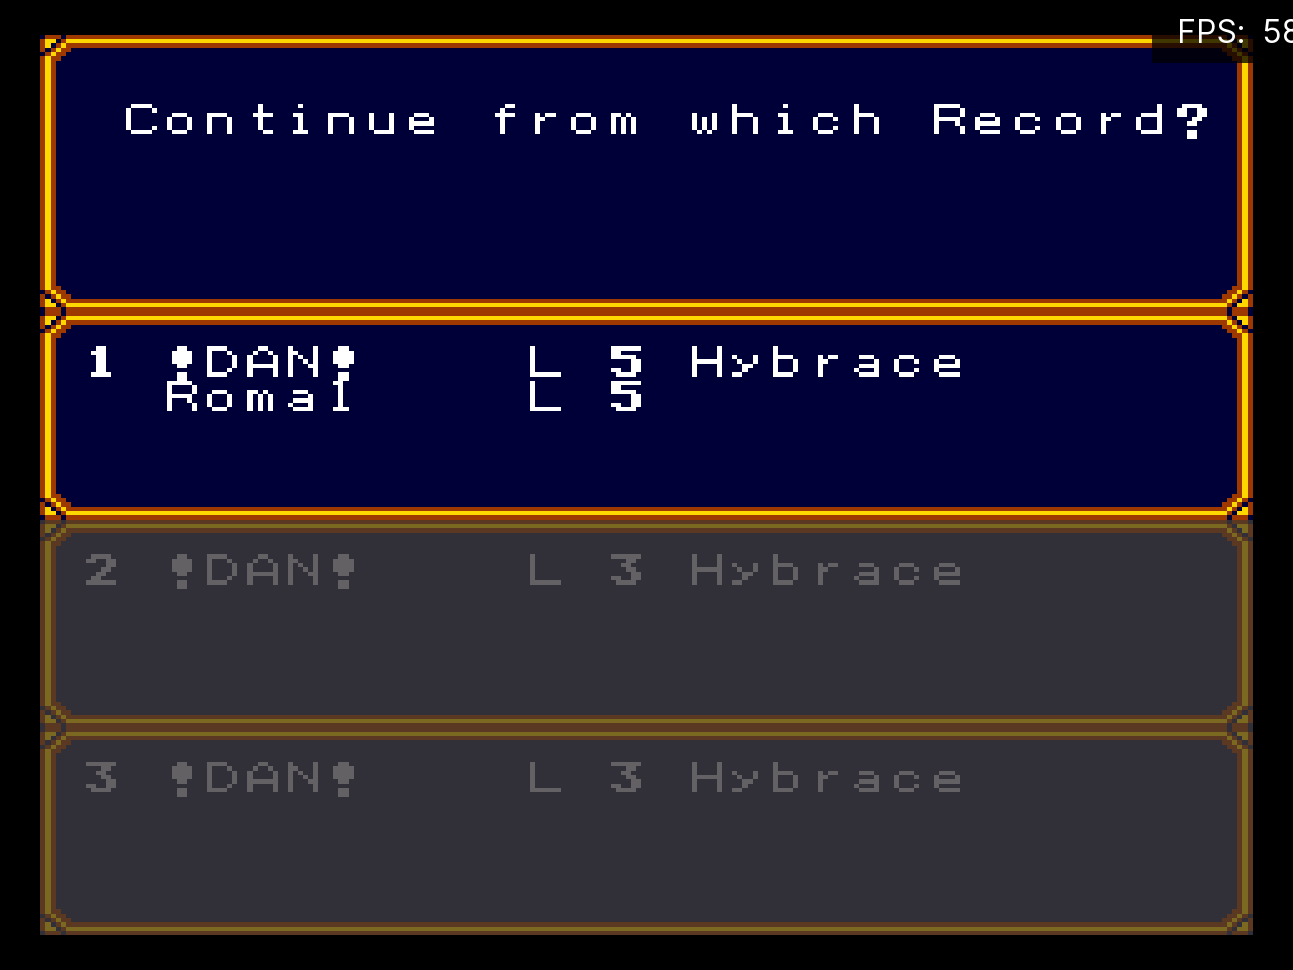 FPS: 58
Continue from which Record?
1 !DAN! L 5 Hybrace
Romal L 5
2 !DAN! L 3 Hybrace
3 !DAN! L 3 Hybrace